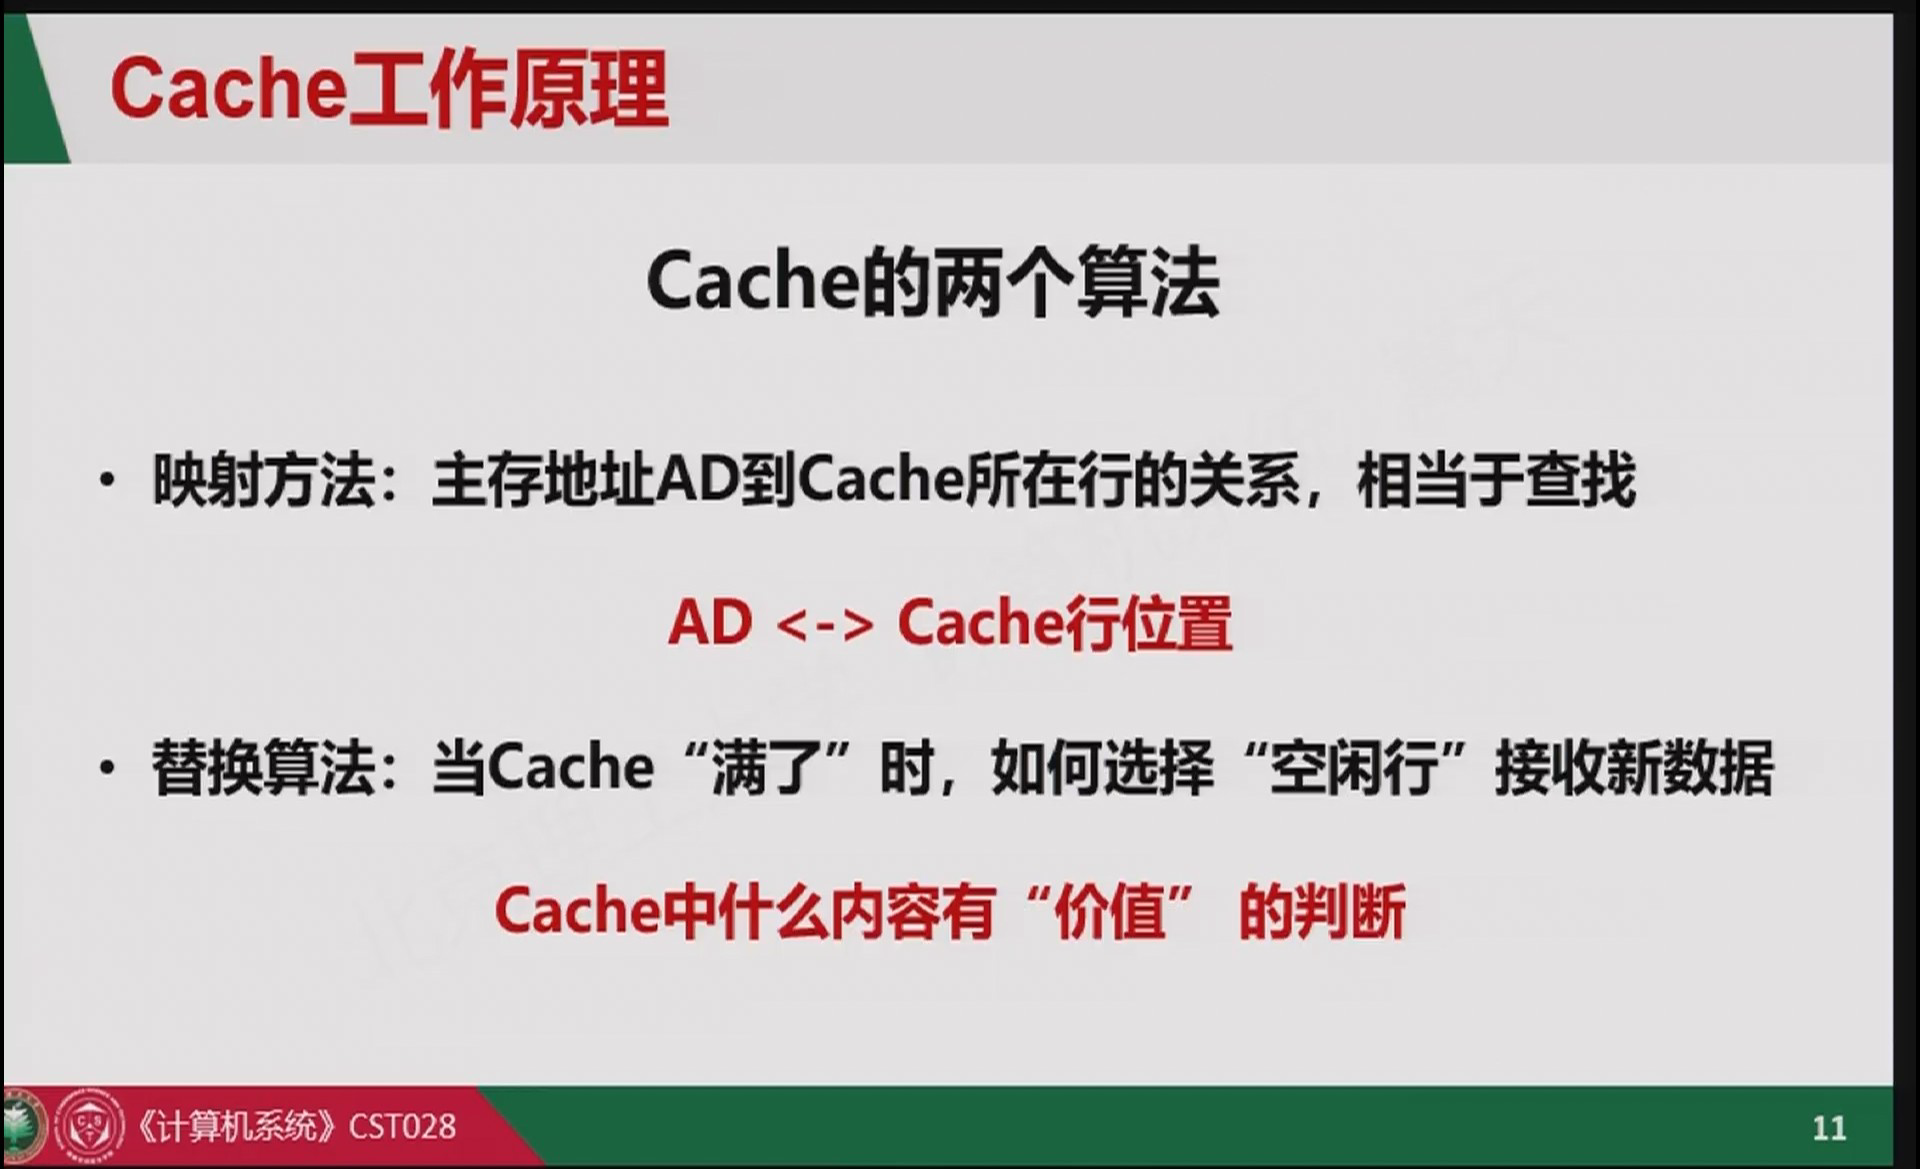 Cache工作原理
Cache的两个算法
• 映射方法：主存地址AD到Cache所在行的关系，相当于查找
AD <-> Cache行位置
• 替换算法：当Cache“满了”时，如何选择“空闲行”接收新数据
Cache中什么内容有“价值” 的判断
《计算机系统》CST028
11